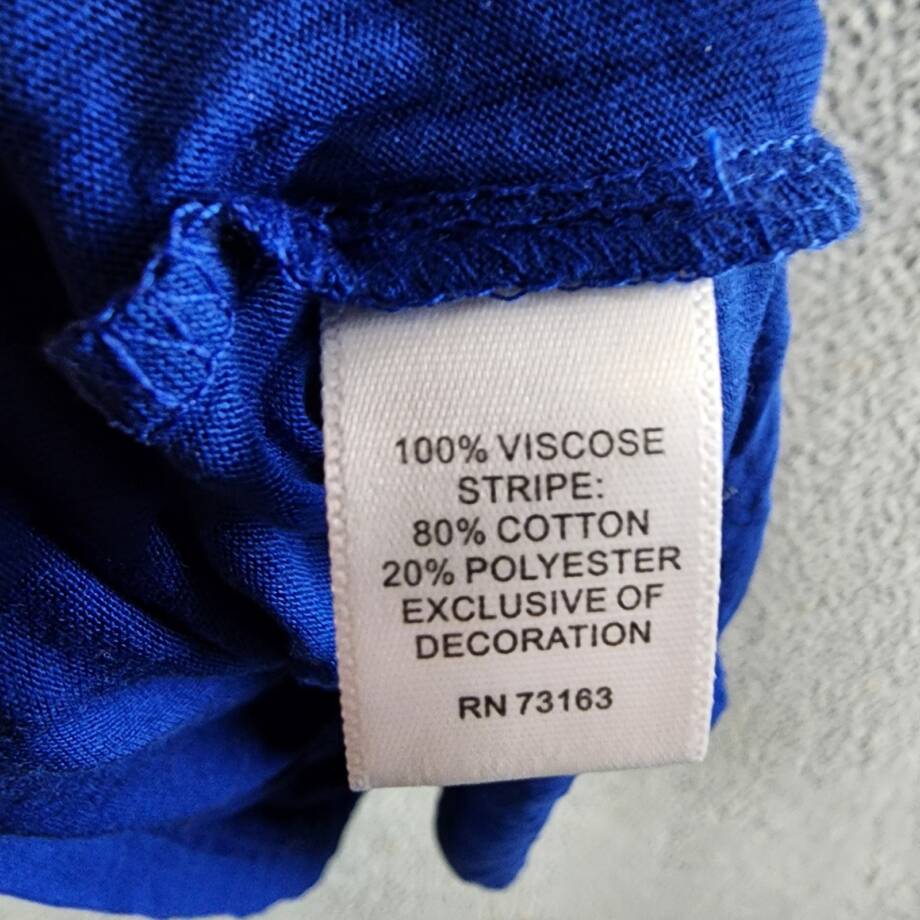 100% VISCOSE
STRIPE:
80% COTTON
20% POLYESTER
EXCLUSIVE OF
DECORATION
RN 73163